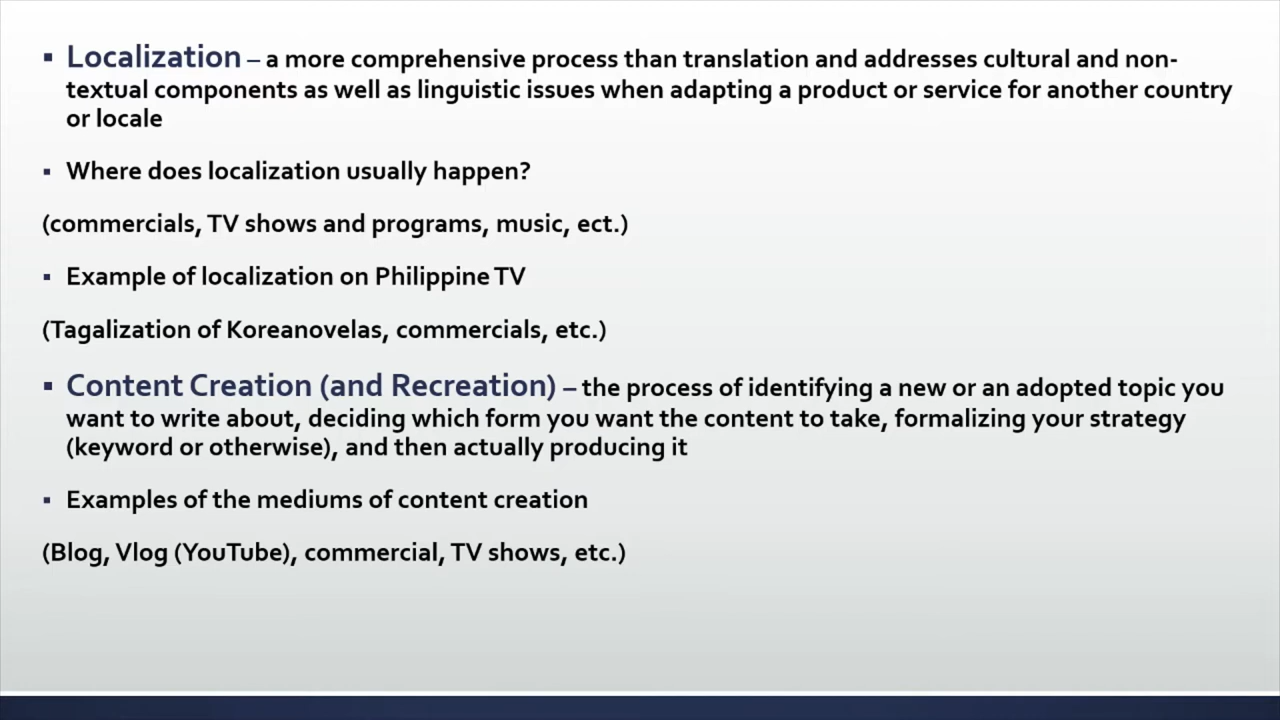 ▪ Localization – a more comprehensive process than translation and addresses cultural and non-
textual components as well as linguistic issues when adapting a product or service for another country
or locale
▪ Where does localization usually happen?
(commercials, TV shows and programs, music, ect.)
▪ Example of localization on Philippine TV
(Tagalization of Koreanovelas, commercials, etc.)
▪ Content Creation (and Recreation) – the process of identifying a new or an adopted topic you
want to write about, deciding which form you want the content to take, formalizing your strategy
(keyword or otherwise), and then actually producing it
▪ Examples of the mediums of content creation
(Blog, Vlog (YouTube), commercial, TV shows, etc.)